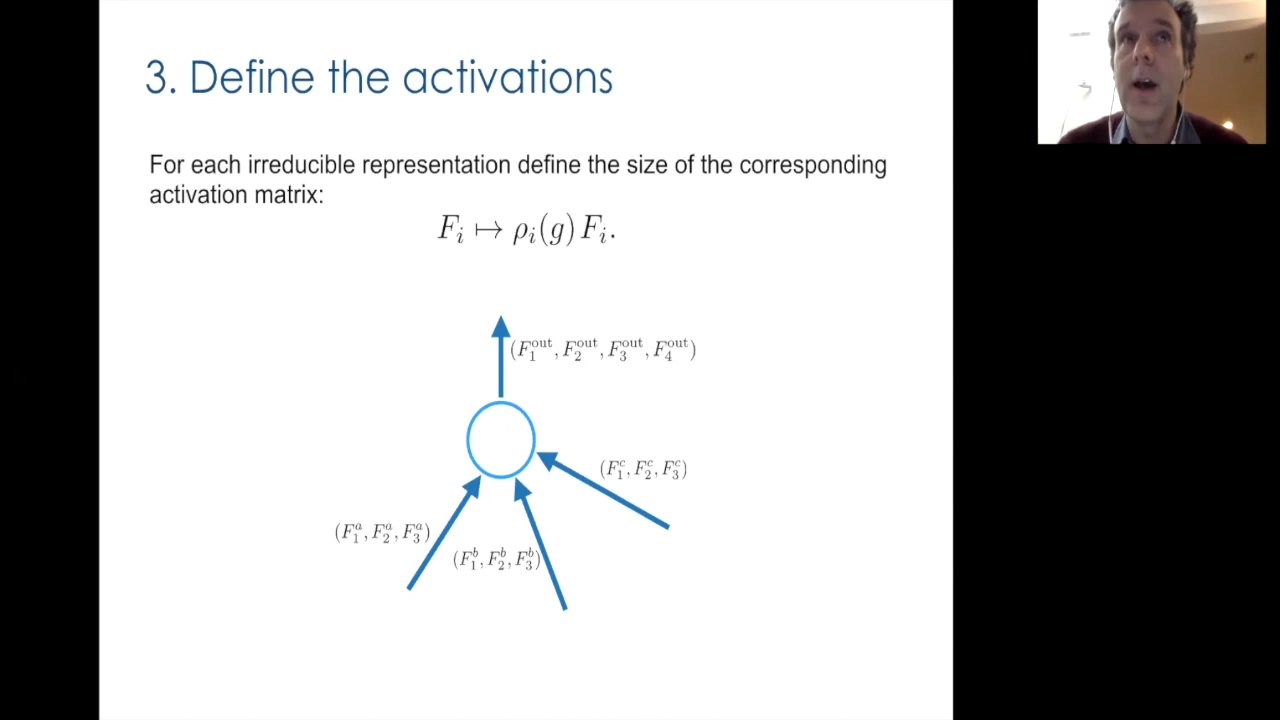 3. Define the activations
For each irreducible representation define the size of the corresponding
activation matrix:
F_i ↦ ρ_i(g) F_i.
(F_1^out, F_2^out, F_3^out, F_4^out)
(F_1^c, F_2^c, F_3^c)
(F_1^a, F_2^a, F_3^a)
(F_1^b, F_2^b, F_3^b)